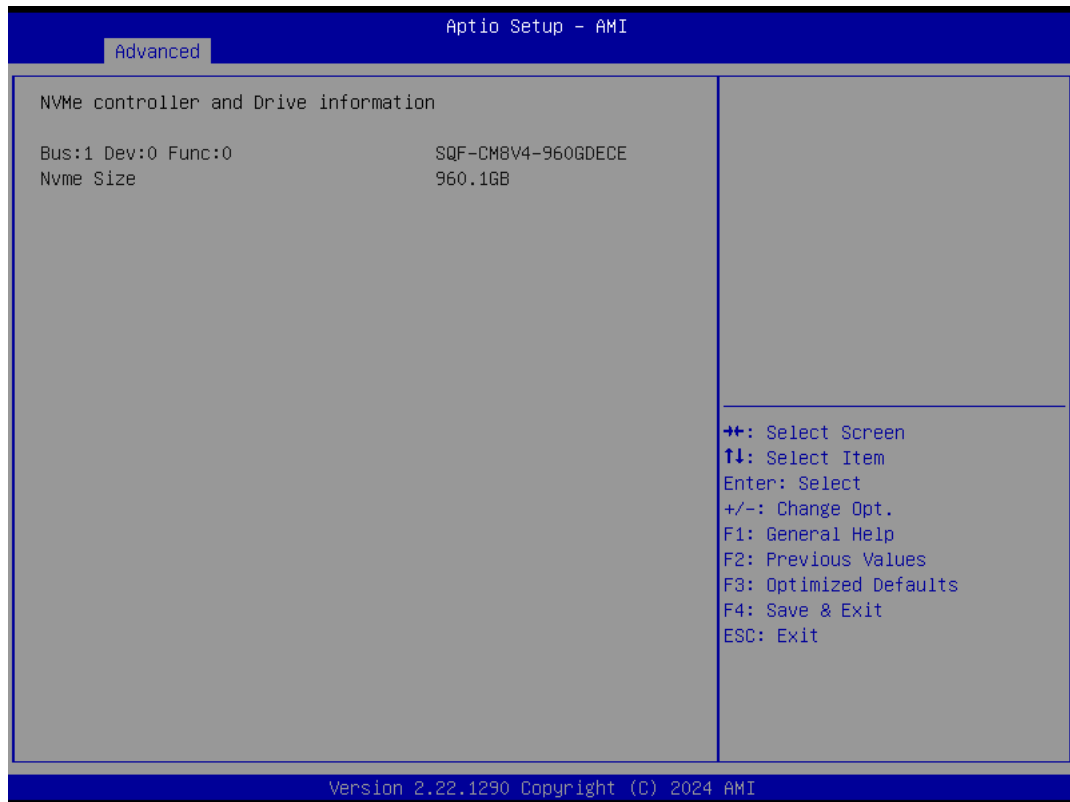 Aptio Setup – AMI
Advanced
NVMe controller and Drive information
Bus:1 Dev:0 Func:0 SQF-CM8V4-960GDECE
Nvme Size 960.1GB
→←: Select Screen
↑↓: Select Item
Enter: Select
+/-: Change Opt.
F1: General Help
F2: Previous Values
F3: Optimized Defaults
F4: Save & Exit
ESC: Exit
Version 2.22.1290 Copyright (C) 2024 AMI